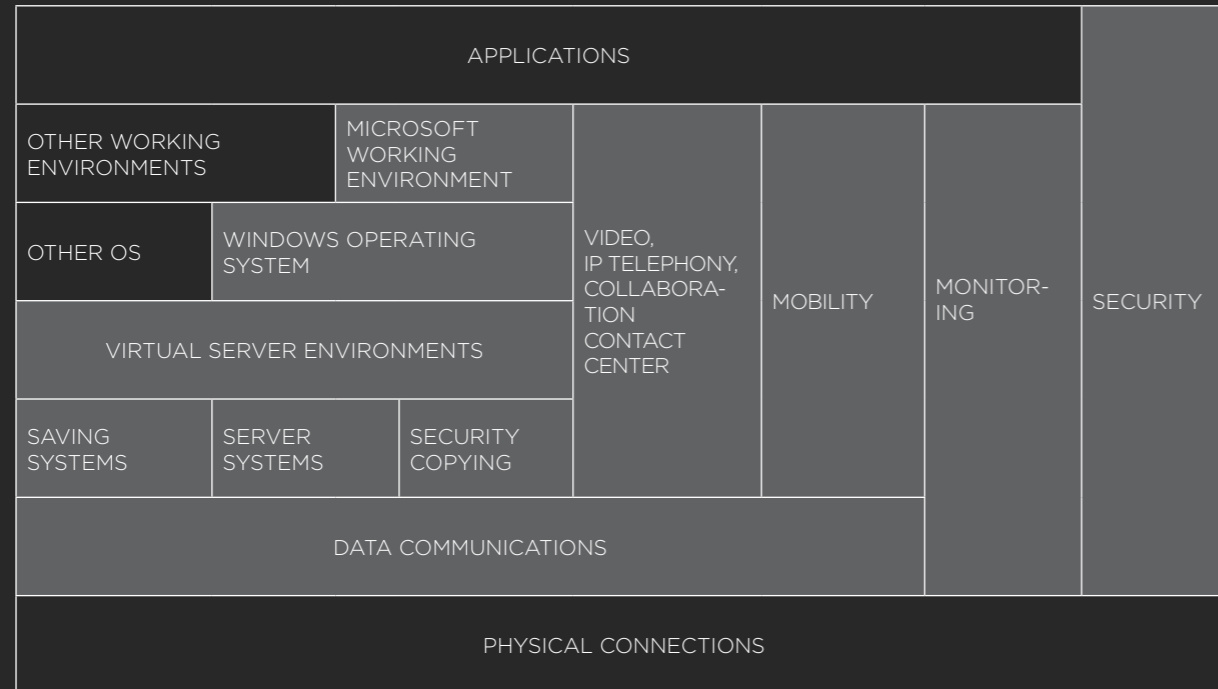 APPLICATIONS
OTHER WORKING
ENVIRONMENTS
MICROSOFT
WORKING
ENVIRONMENT
OTHER OS
WINDOWS OPERATING
SYSTEM
VIDEO,
IP TELEPHONY,
COLLABORA-
TION
CONTACT
CENTER
MOBILITY
MONITOR-
ING
SECURITY
VIRTUAL SERVER ENVIRONMENTS
SAVING
SYSTEMS
SERVER
SYSTEMS
SECURITY
COPYING
DATA COMMUNICATIONS
PHYSICAL CONNECTIONS